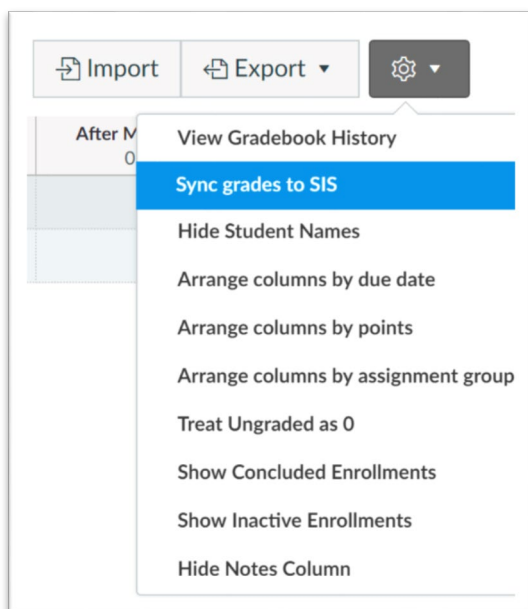 Import Export
After M
0
View Gradebook History
Sync grades to SIS
Hide Student Names
Arrange columns by due date
Arrange columns by points
Arrange columns by assignment group
Treat Ungraded as 0
Show Concluded Enrollments
Show Inactive Enrollments
Hide Notes Column